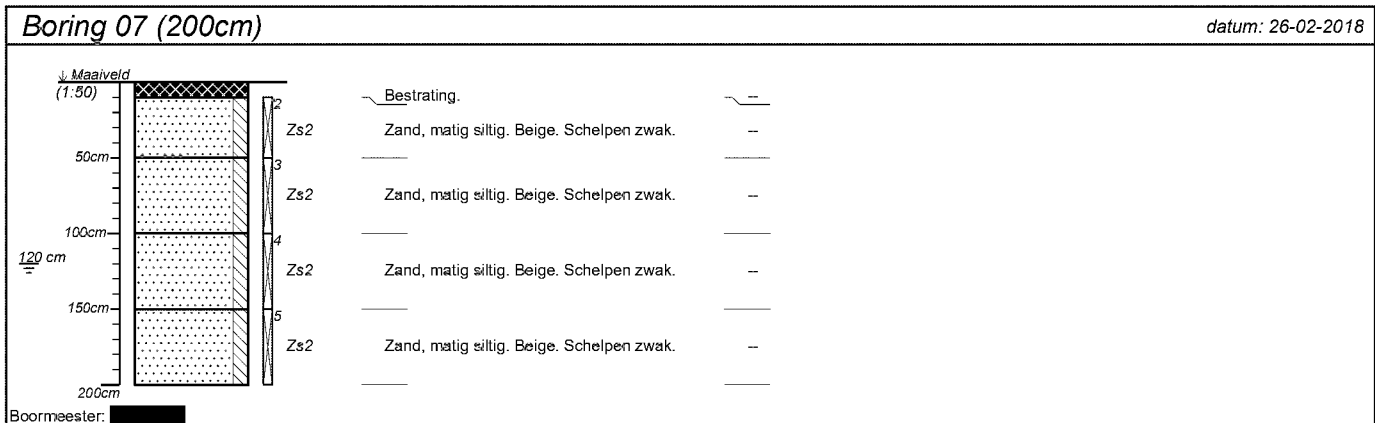 Boring 07 (200cm)
datum: 26-02-2018
↓ Maaiveld
(1:50)
Bestrating. --
2
Zs2 Zand, matig siltig. Beige. Schelpen zwak. --
50cm
3
Zs2 Zand, matig siltig. Beige. Schelpen zwak. --
100cm
4
120 cm
Zs2 Zand, matig siltig. Beige. Schelpen zwak. --
150cm
5
Zs2 Zand, matig siltig. Beige. Schelpen zwak. --
200cm
Boormeester: